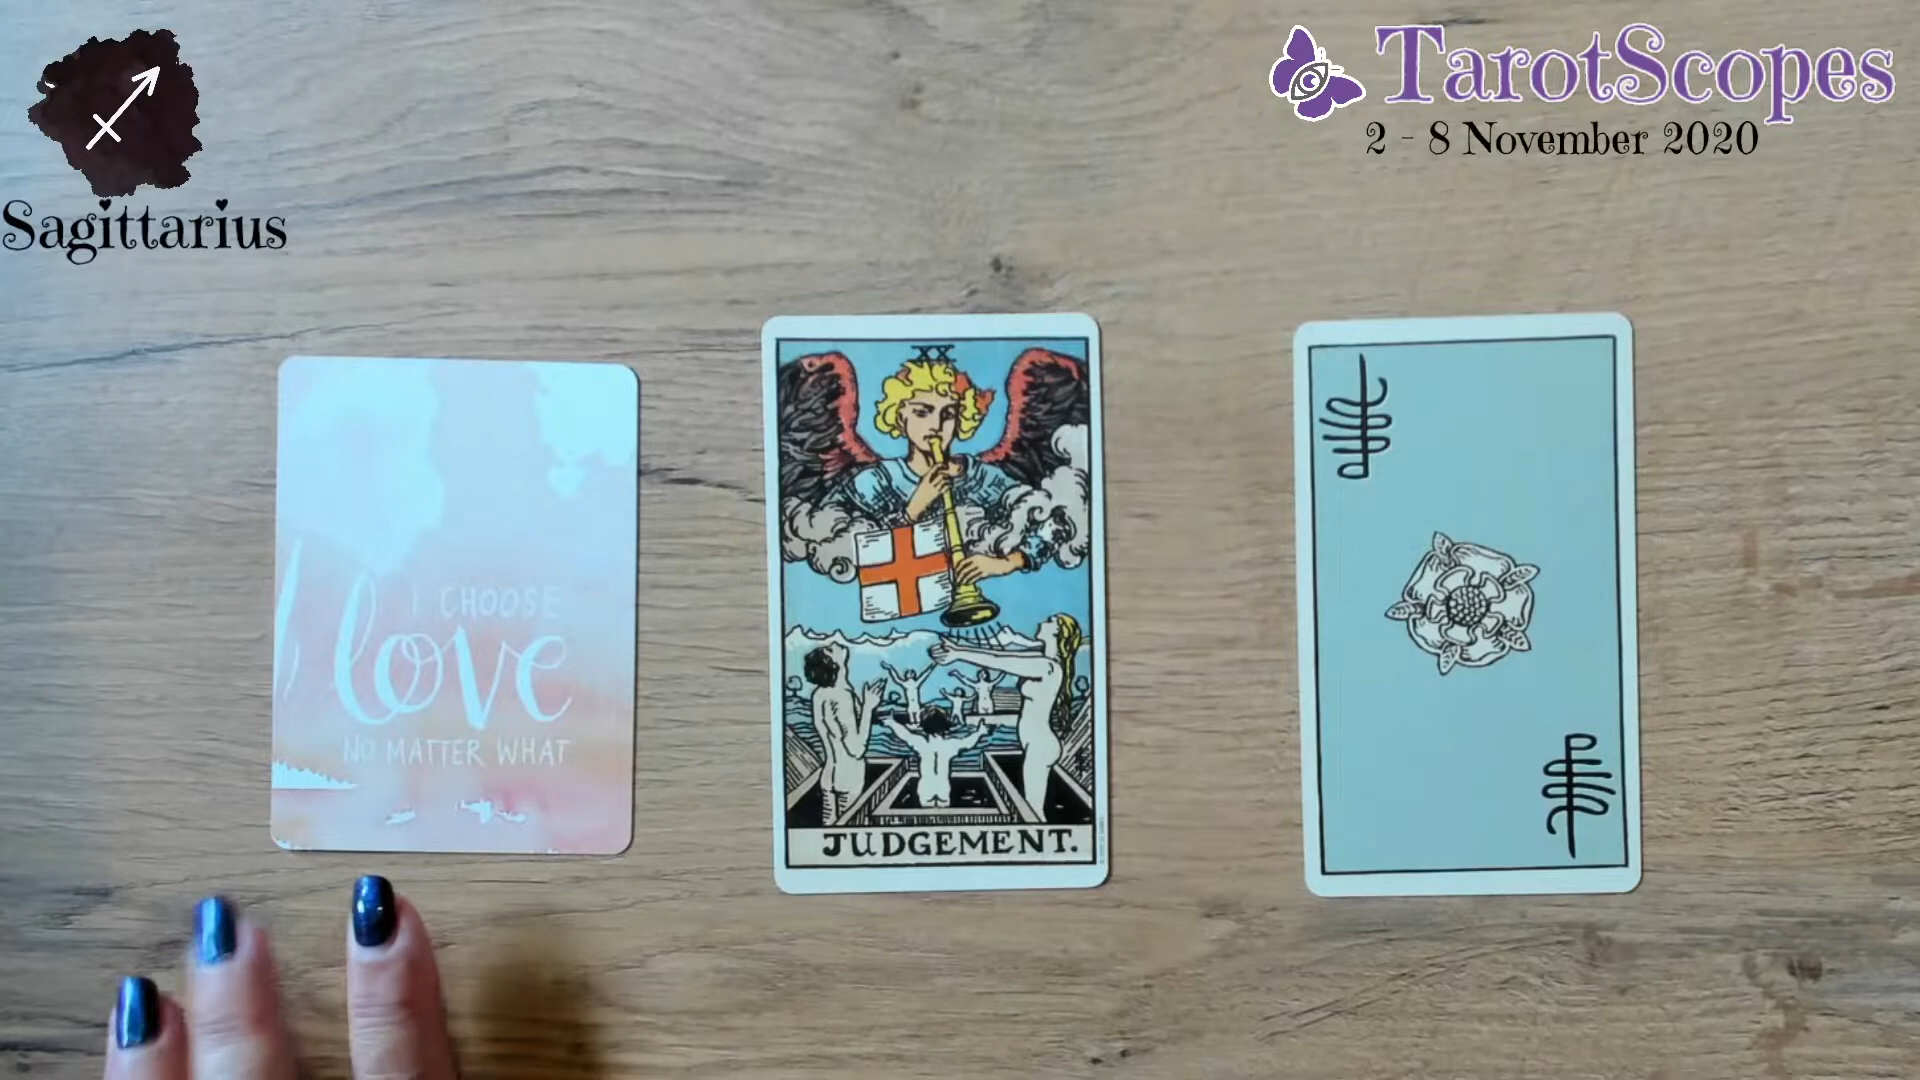 TarotScopes
2 - 8 November 2020
Sagittarius
I CHOOSE
love
NO MATTER WHAT
XX
JUDGEMENT.